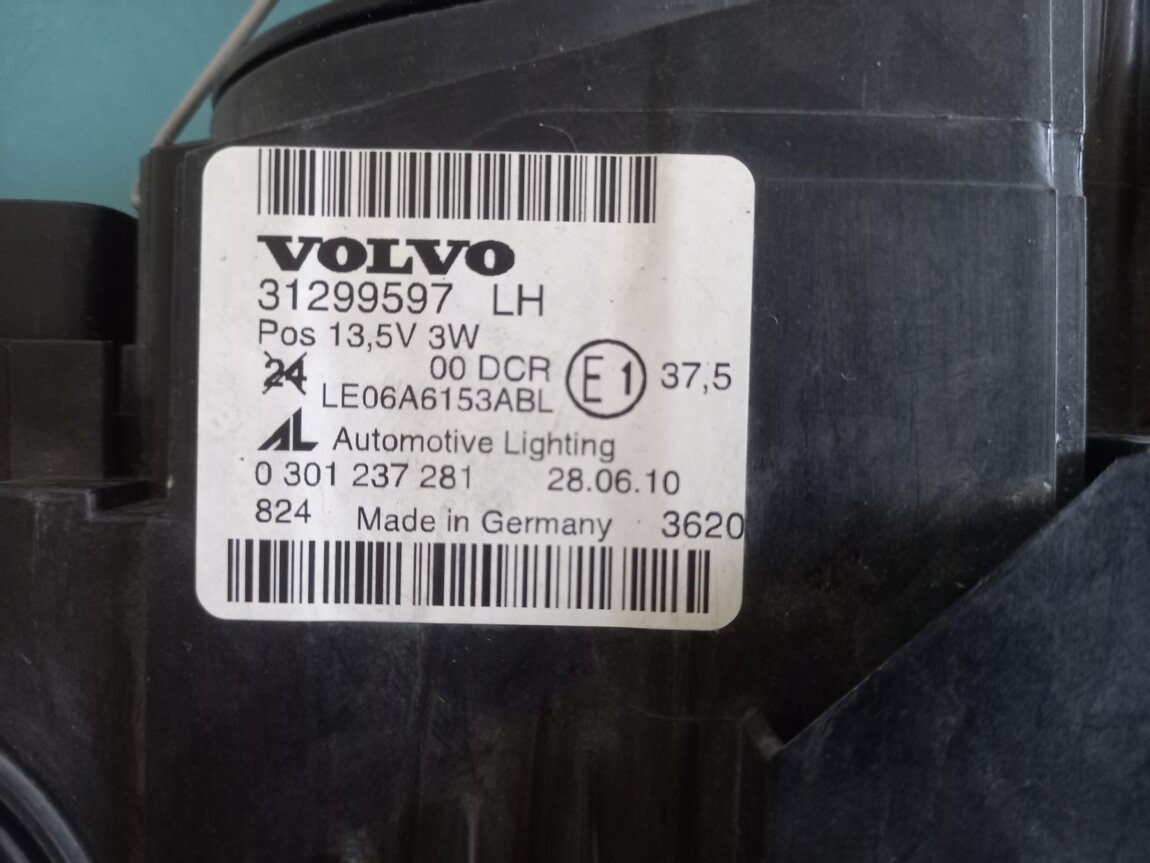 VOLVO
31299597 LH
Pos 13,5V 3W
24 00 DCR E1 37,5
LE06A6153ABL
AL Automotive Lighting
0 301 237 281 28.06.10
824 Made in Germany 3620